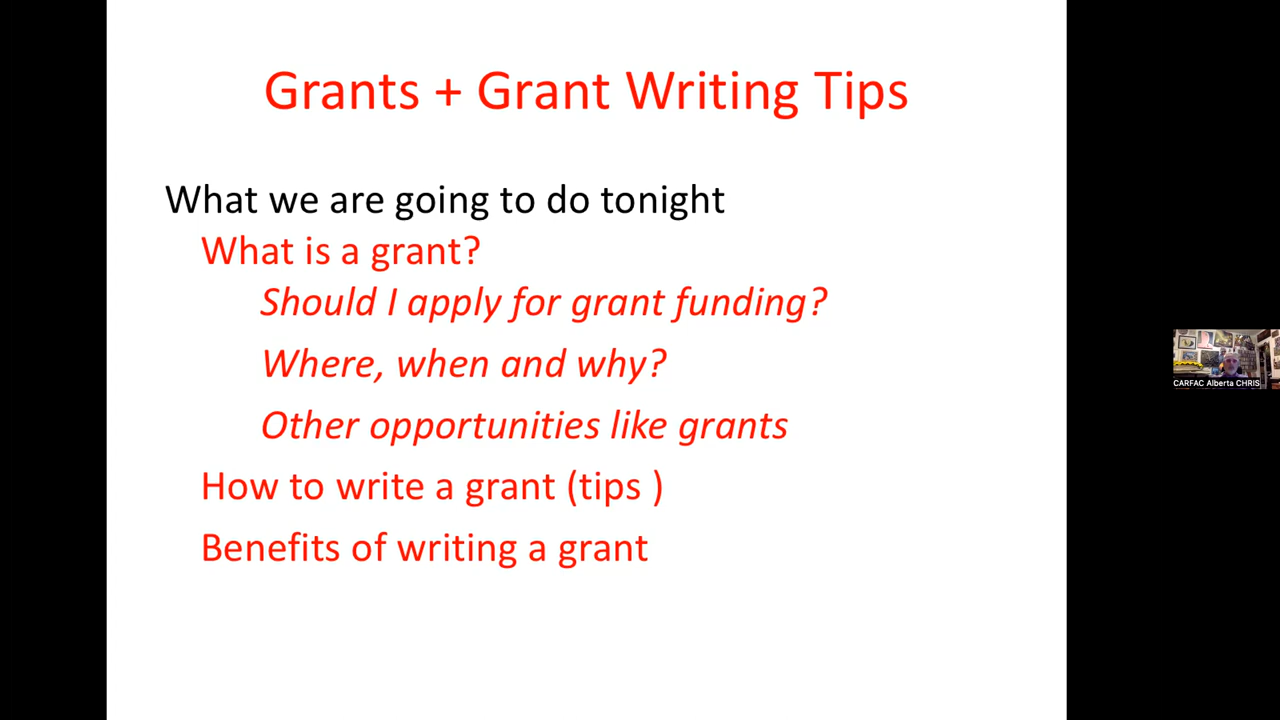 Grants + Grant Writing Tips
What we are going to do tonight
What is a grant?
Should I apply for grant funding?
Where, when and why?
Other opportunities like grants
How to write a grant (tips )
Benefits of writing a grant
CARFAC Alberta CHRIS